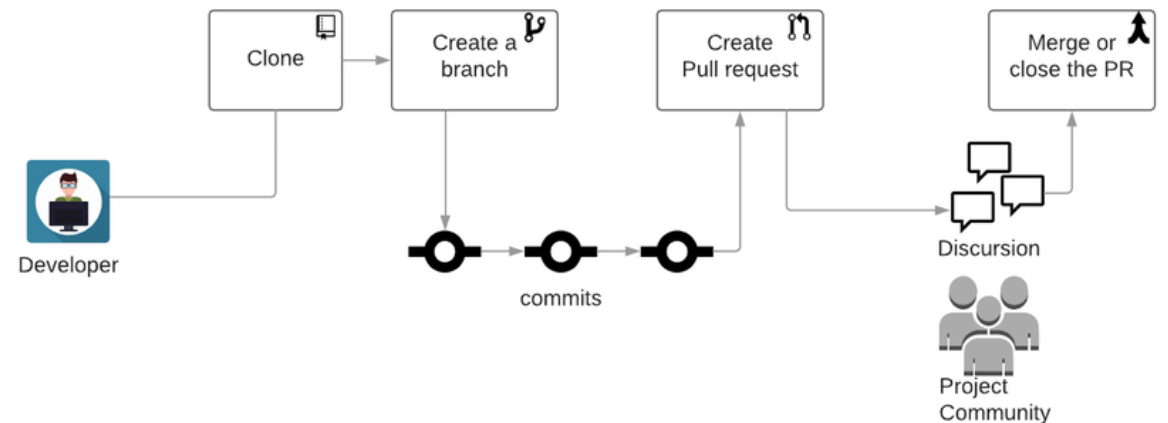 Clone
Create a
branch
Create
Pull request
Merge or
close the PR
Developer
commits
Discursion
Project
Community